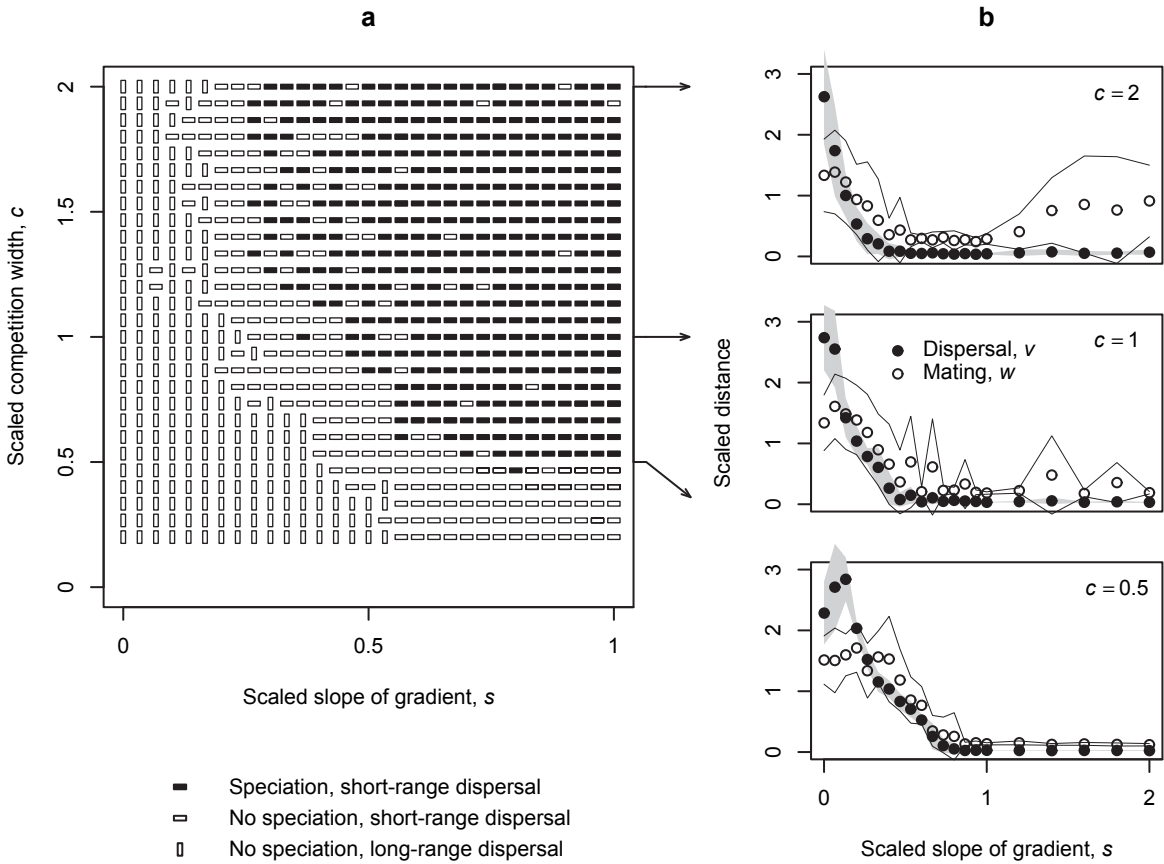 a
b
2
1.5
1
0.5
0
Scaled competition width, c
0
0.5
1
Scaled slope of gradient, s
Speciation, short-range dispersal
No speciation, short-range dispersal
No speciation, long-range dispersal
3
2
1
0
c = 2
3
2
1
0
c = 1
Dispersal, v
Mating, w
Scaled distance
3
2
1
0
c = 0.5
0
1
2
Scaled slope of gradient, s